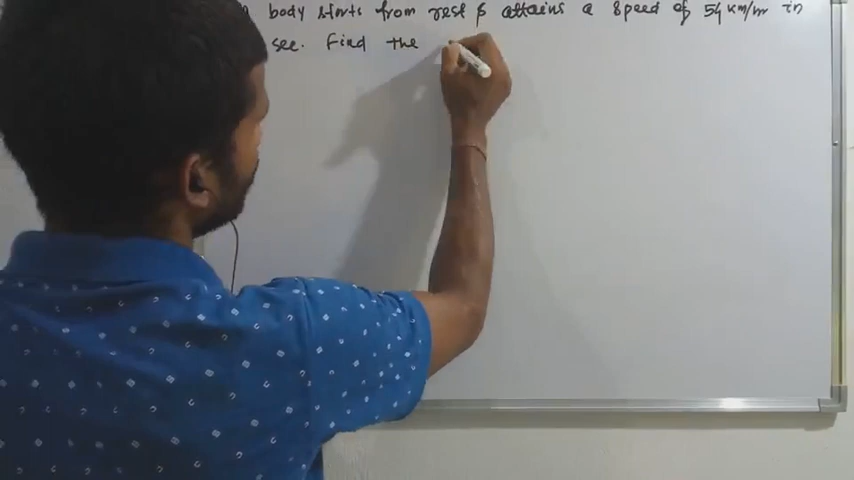 body starts from rest & attains a speed of 54 km/hr in
sec. Find the